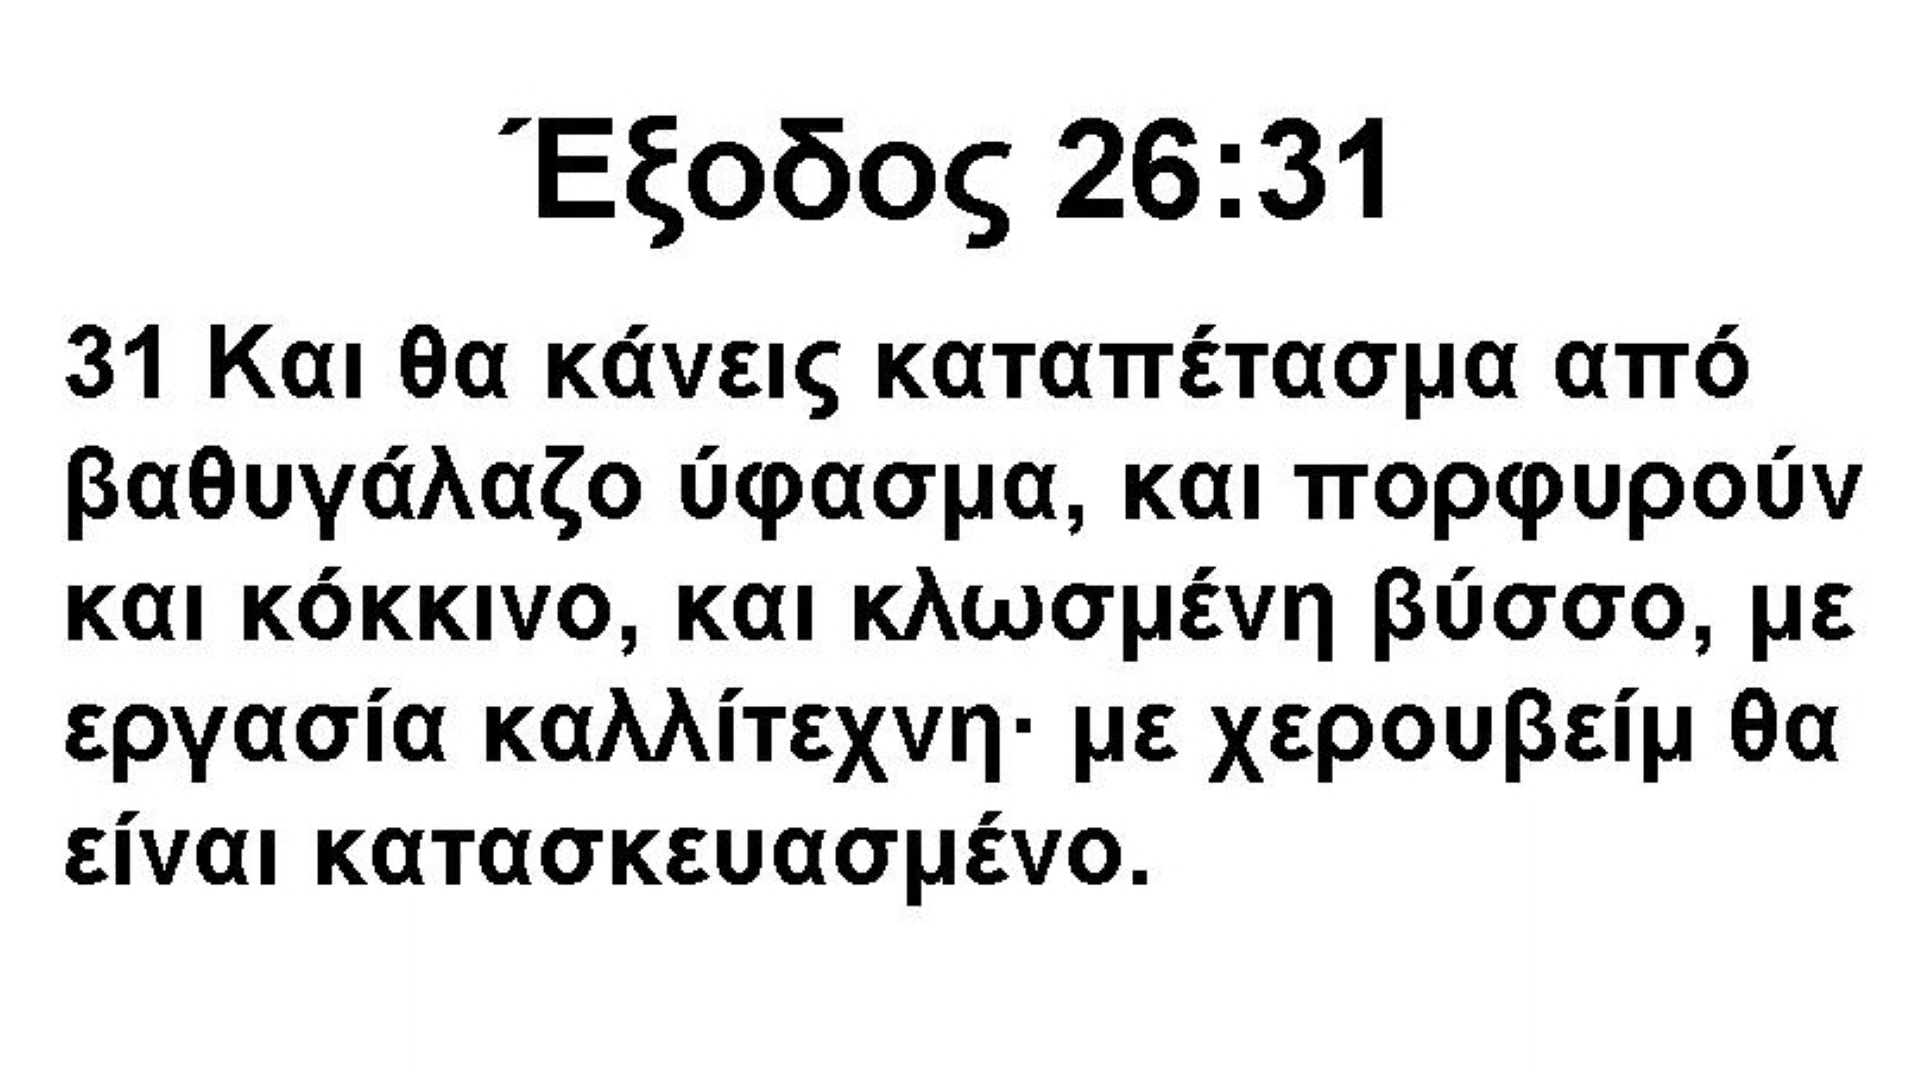 Έξοδος 26:31
31 Και θα κάνεις καταπέτασμα από
βαθυγάλαζο ύφασμα, και πορφυρούν
και κόκκινο, και κλωσμένη βύσσο, με
εργασία καλλίτεχνη· με χερουβείμ θα
είναι κατασκευασμένο.